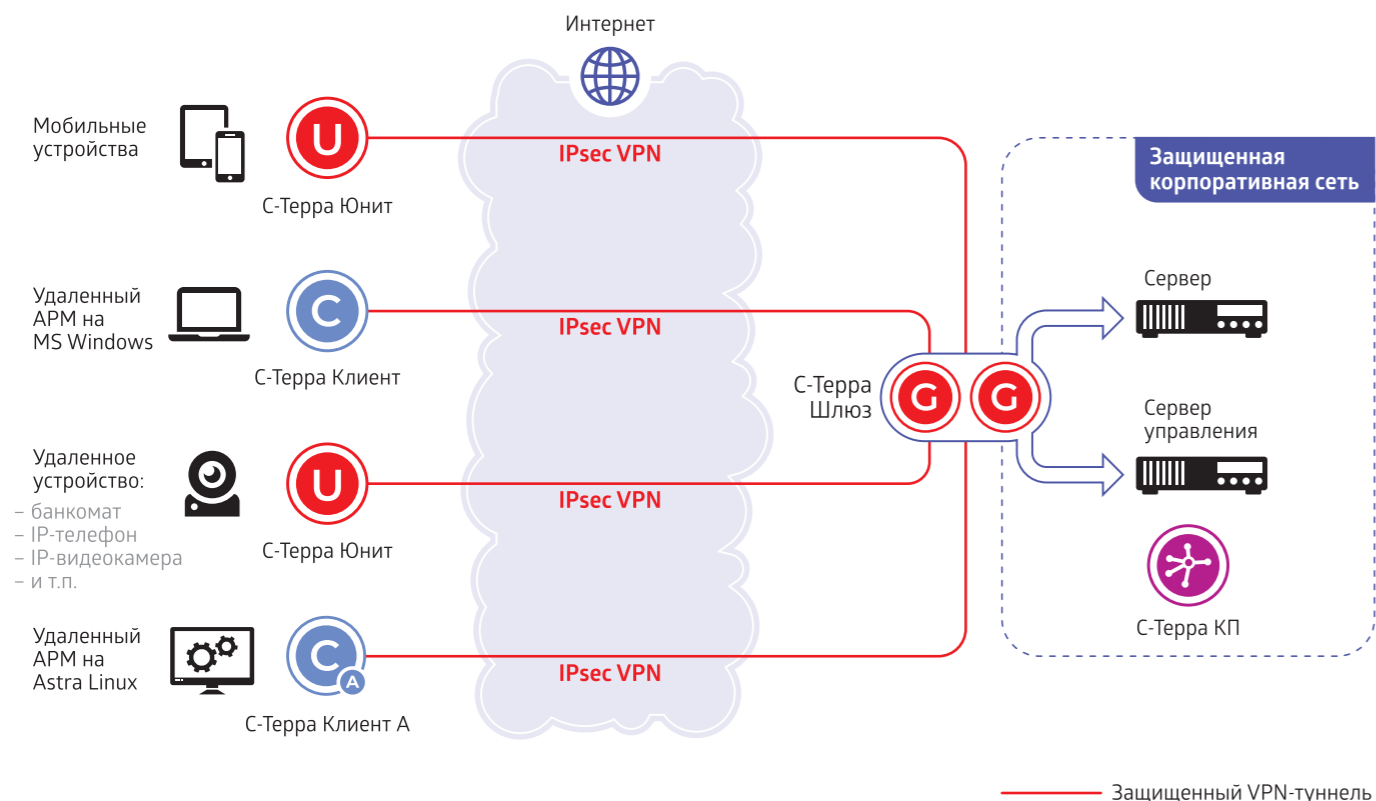 Интернет
Мобильные
устройства
U
С-Терра Юнит
IPsec VPN
Защищенная
корпоративная сеть
Удаленный
АРМ на
MS Windows
C
С-Терра Клиент
IPsec VPN
С-Терра
Шлюз
G
G
Сервер
Сервер
управления
Удаленное
устройство:
– банкомат
– IP-телефон
– IP-видеокамера
– и т.п.
U
С-Терра Юнит
IPsec VPN
С-Терра КП
Удаленный
АРМ на
Astra Linux
C
A
С-Терра Клиент А
IPsec VPN
Защищенный VPN-туннель